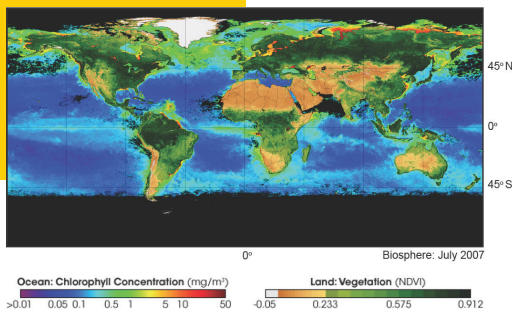 45° N
0°
45° S
0°
Biosphere: July 2007
Ocean: Chlorophyll Concentration (mg/m²)
>0.01 0.05 0.1 0.5 1 5 10 50
Land: Vegetation (NDVI)
-0.05 0.233 0.575 0.912